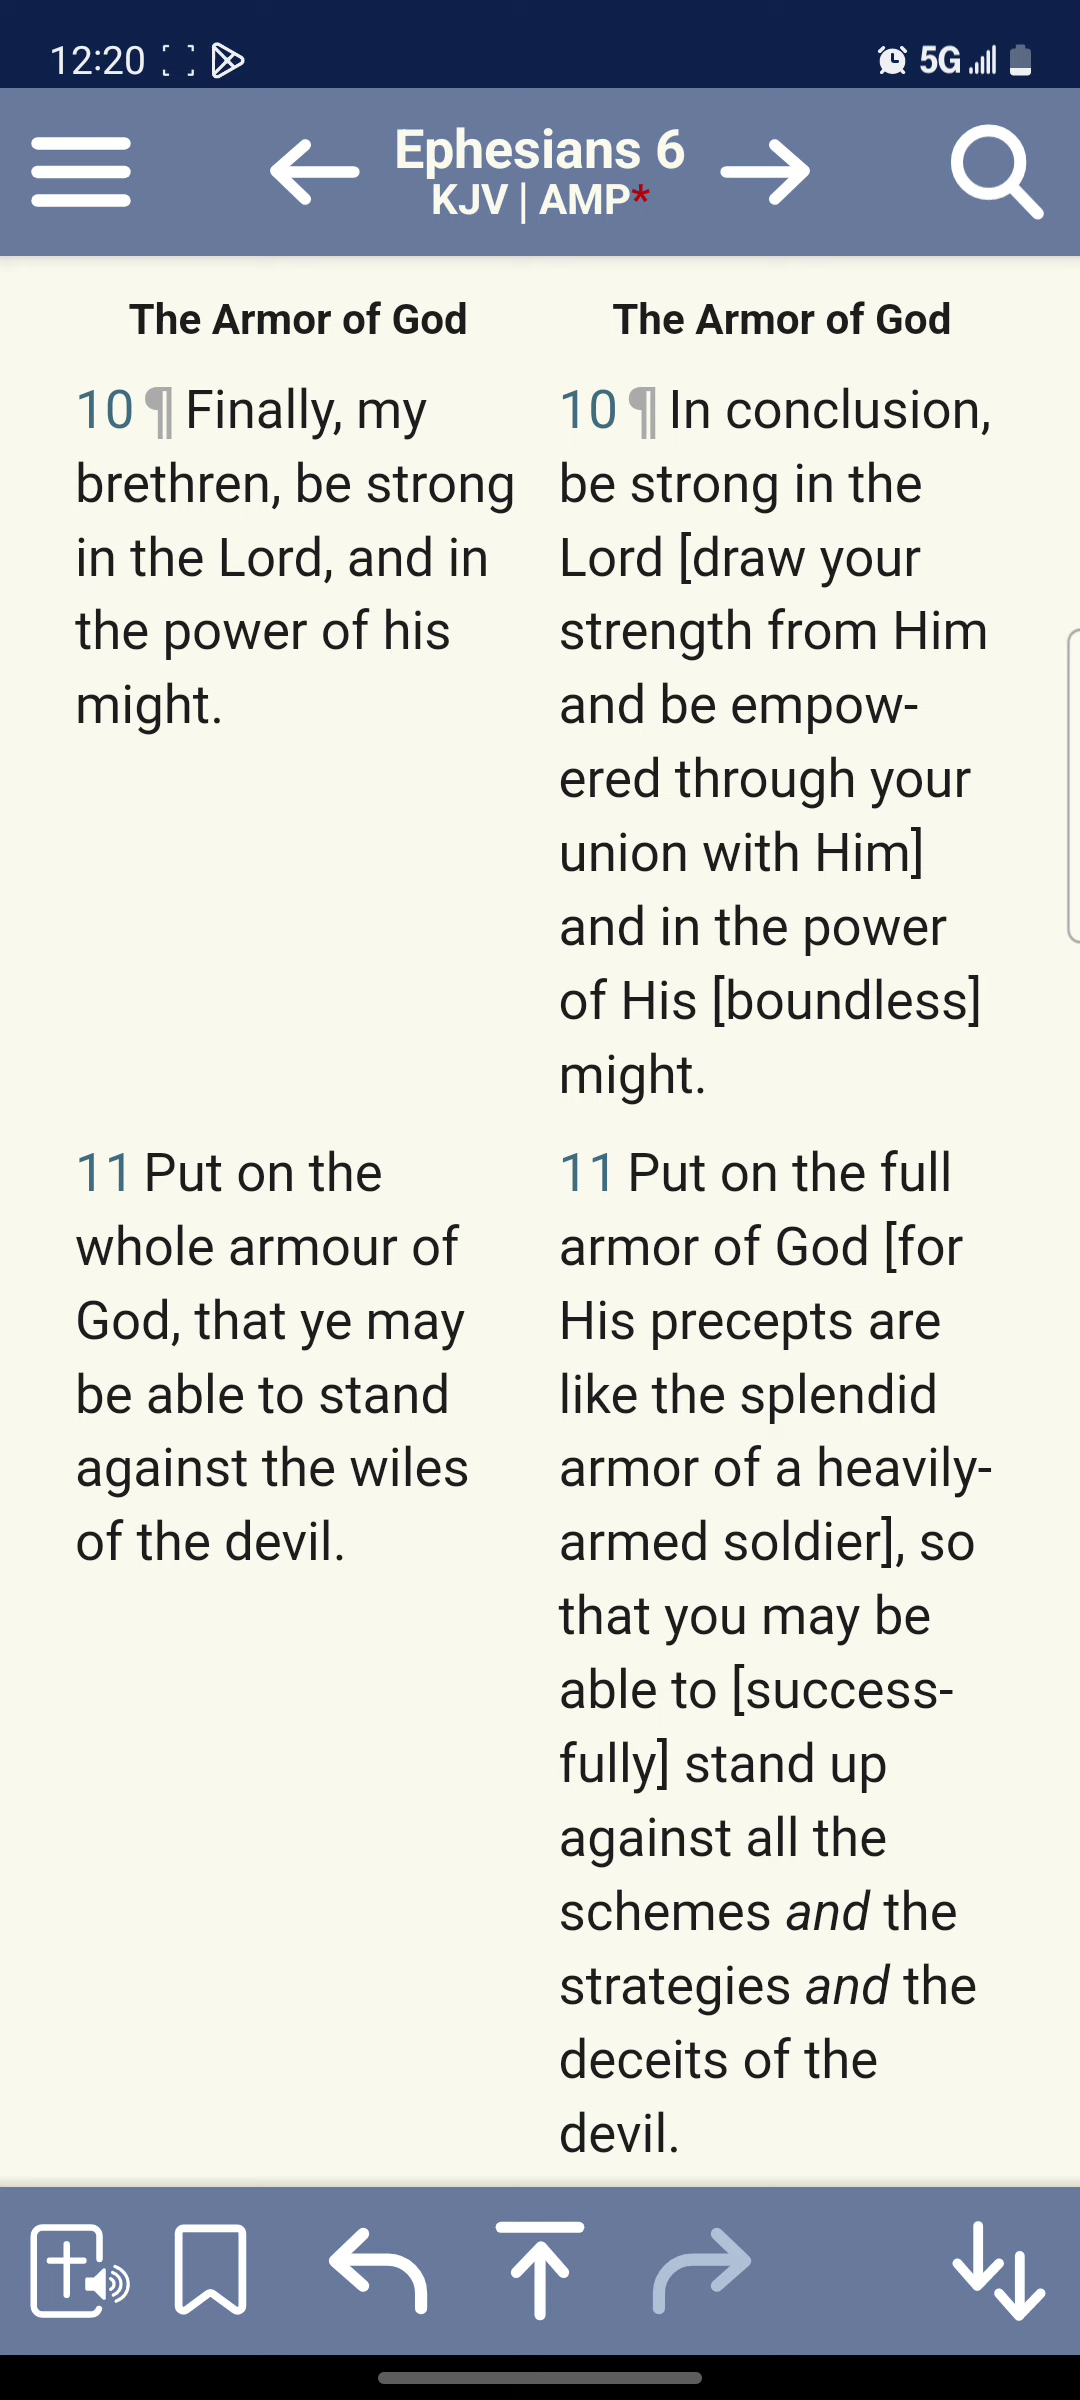 12:20
5G
Ephesians 6
KJV | AMP*
The Armor of God
10 ¶ Finally, my
brethren, be strong
in the Lord, and in
the power of his
might.
11 Put on the
whole armour of
God, that ye may
be able to stand
against the wiles
of the devil.
The Armor of God
10 ¶ In conclusion,
be strong in the
Lord [draw your
strength from Him
and be empow-
ered through your
union with Him]
and in the power
of His [boundless]
might.
11 Put on the full
armor of God [for
His precepts are
like the splendid
armor of a heavily-
armed soldier], so
that you may be
able to [success-
fully] stand up
against all the
schemes and the
strategies and the
deceits of the
devil.